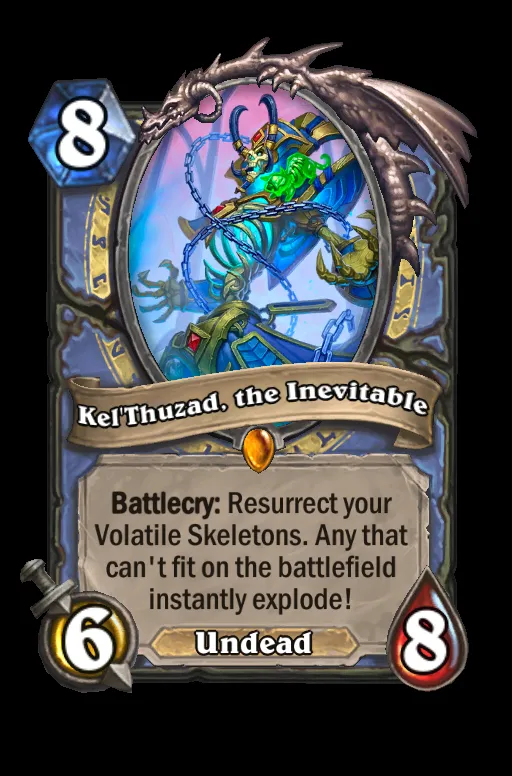 8
Kel'Thuzad, the Inevitable
Battlecry: Resurrect your
Volatile Skeletons. Any that
can't fit on the battlefield
instantly explode!
6
Undead
8